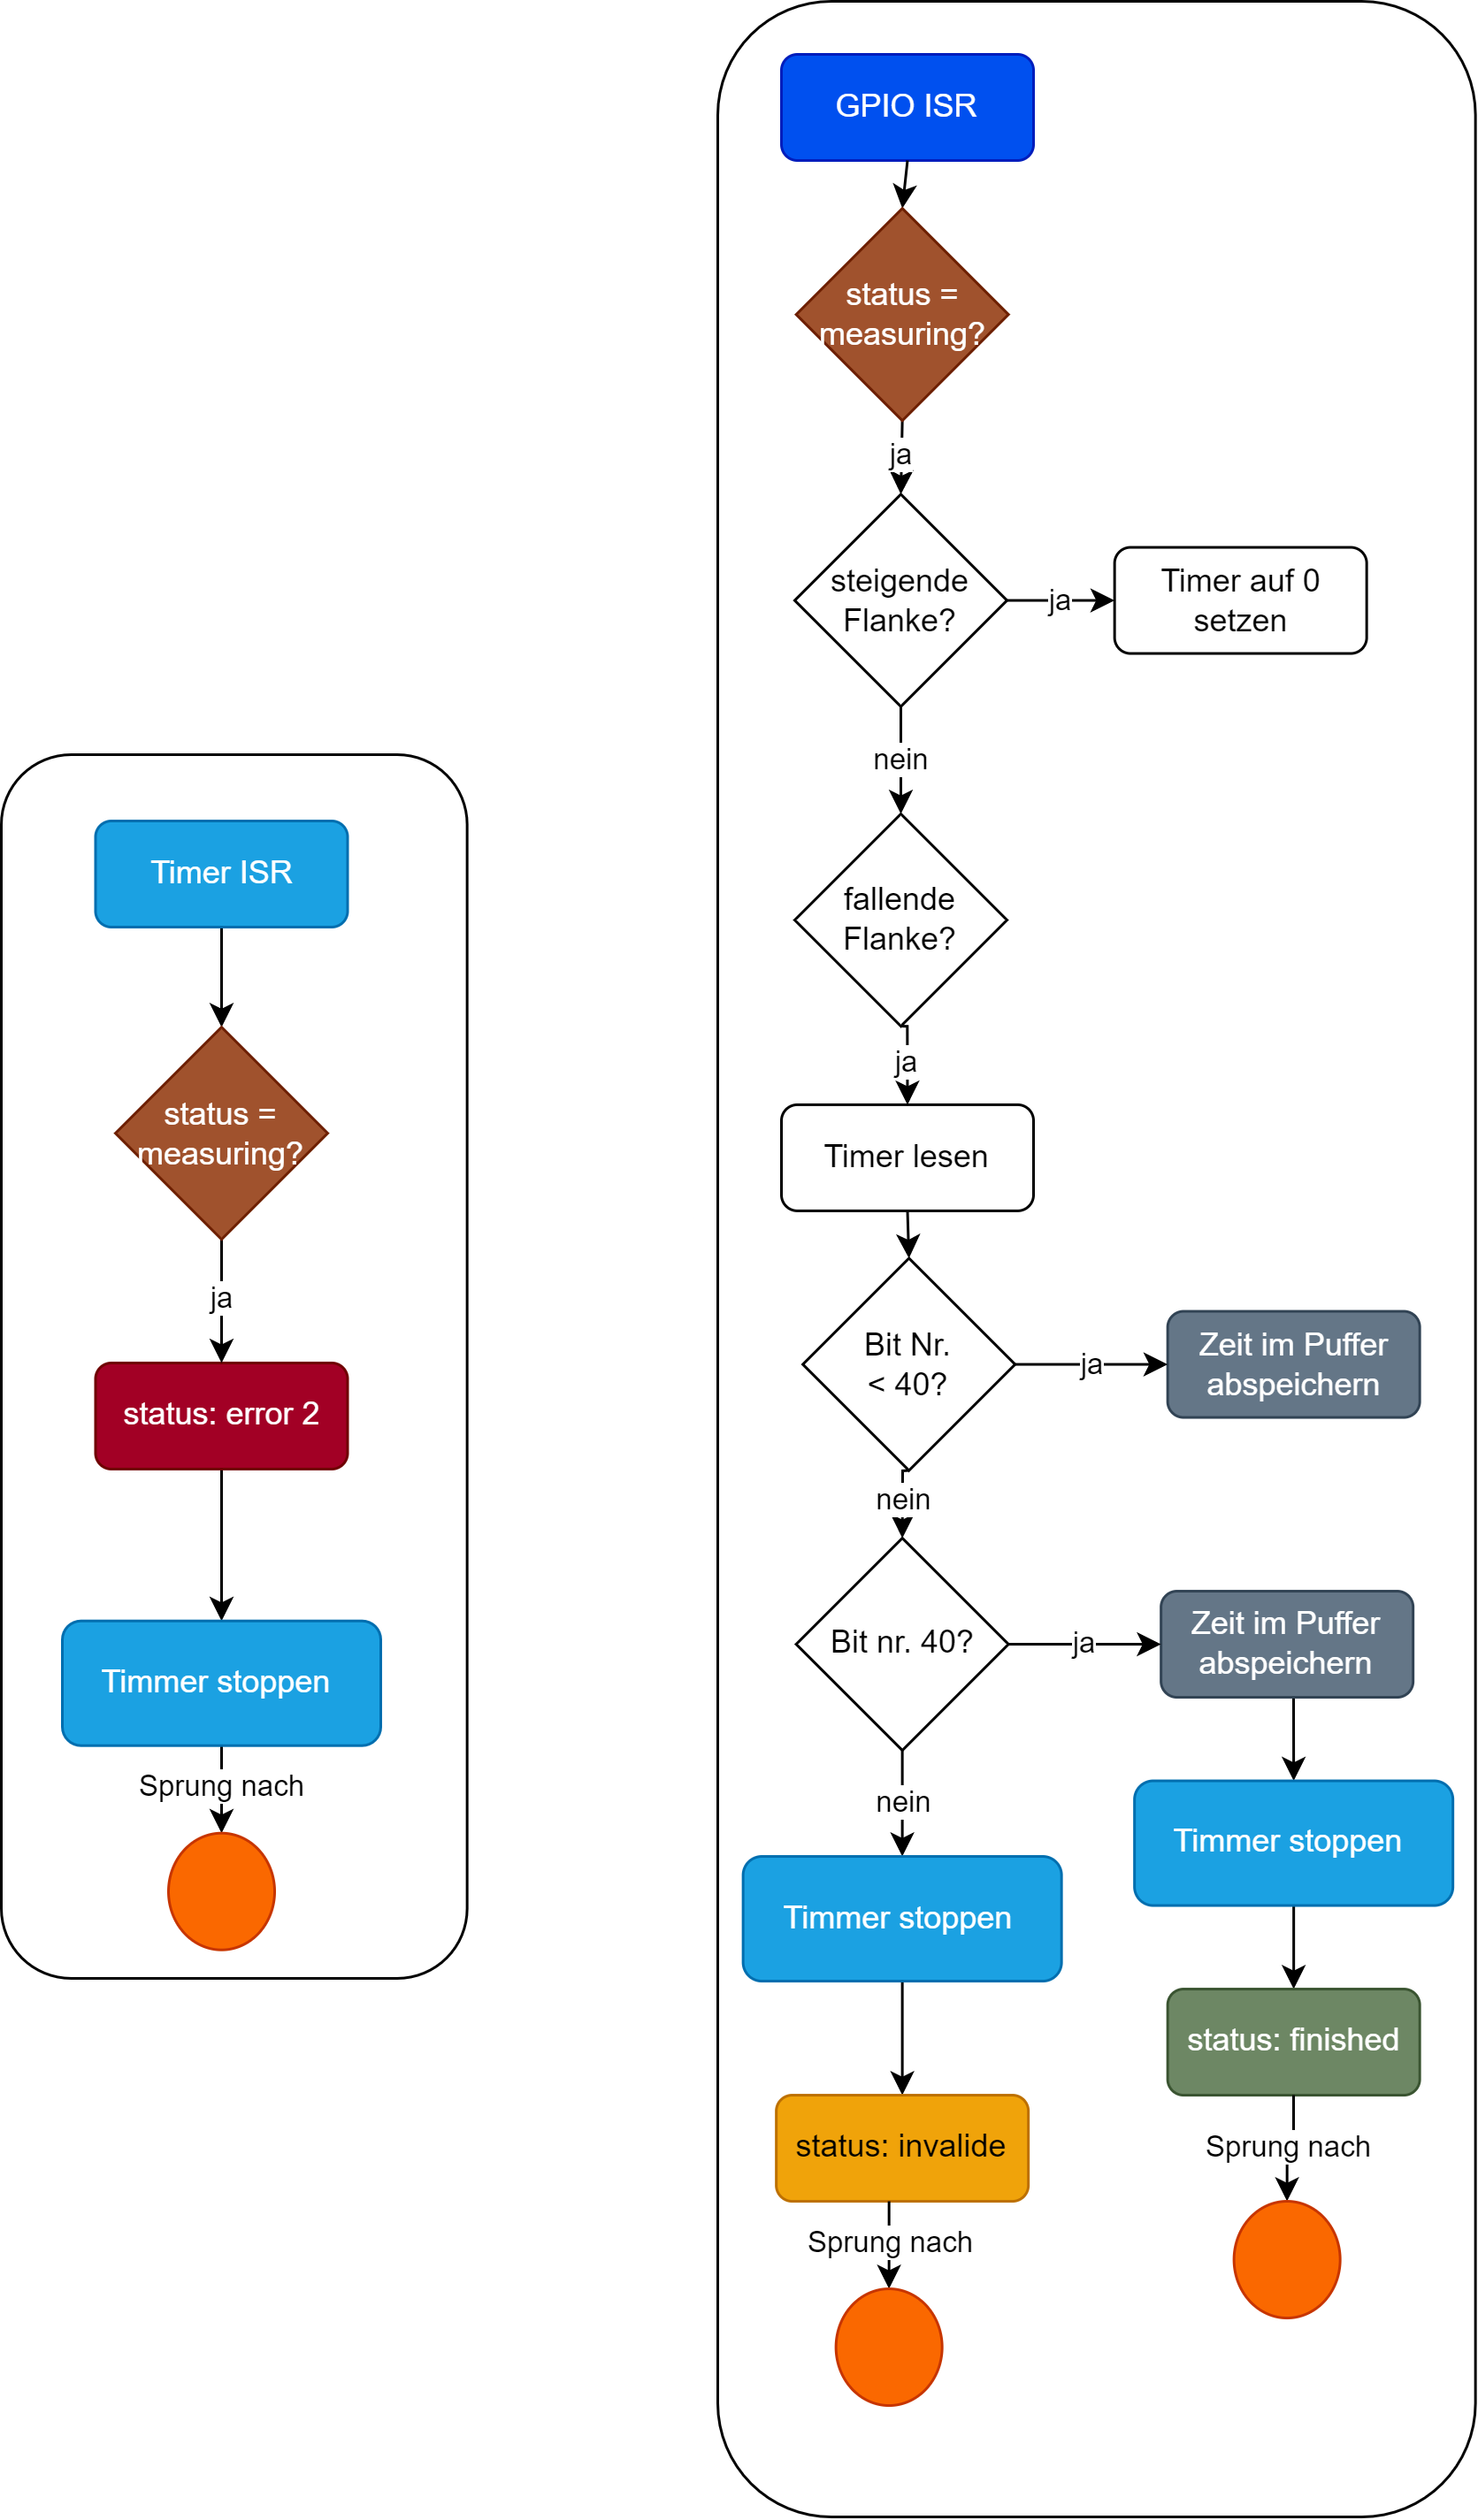 Timer ISR
status =
measuring?
ja
status: error 2
Timmer stoppen
Sprung nach
GPIO ISR
status =
measuring?
ja
steigende
Flanke?
ja
Timer auf 0
setzen
nein
fallende
Flanke?
ja
Timer lesen
Bit Nr.
< 40?
ja
Zeit im Puffer
abspeichern
nein
Bit nr. 40?
ja
Zeit im Puffer
abspeichern
nein
Timmer stoppen
Timmer stoppen
status: invalide
status: finished
Sprung nach
Sprung nach